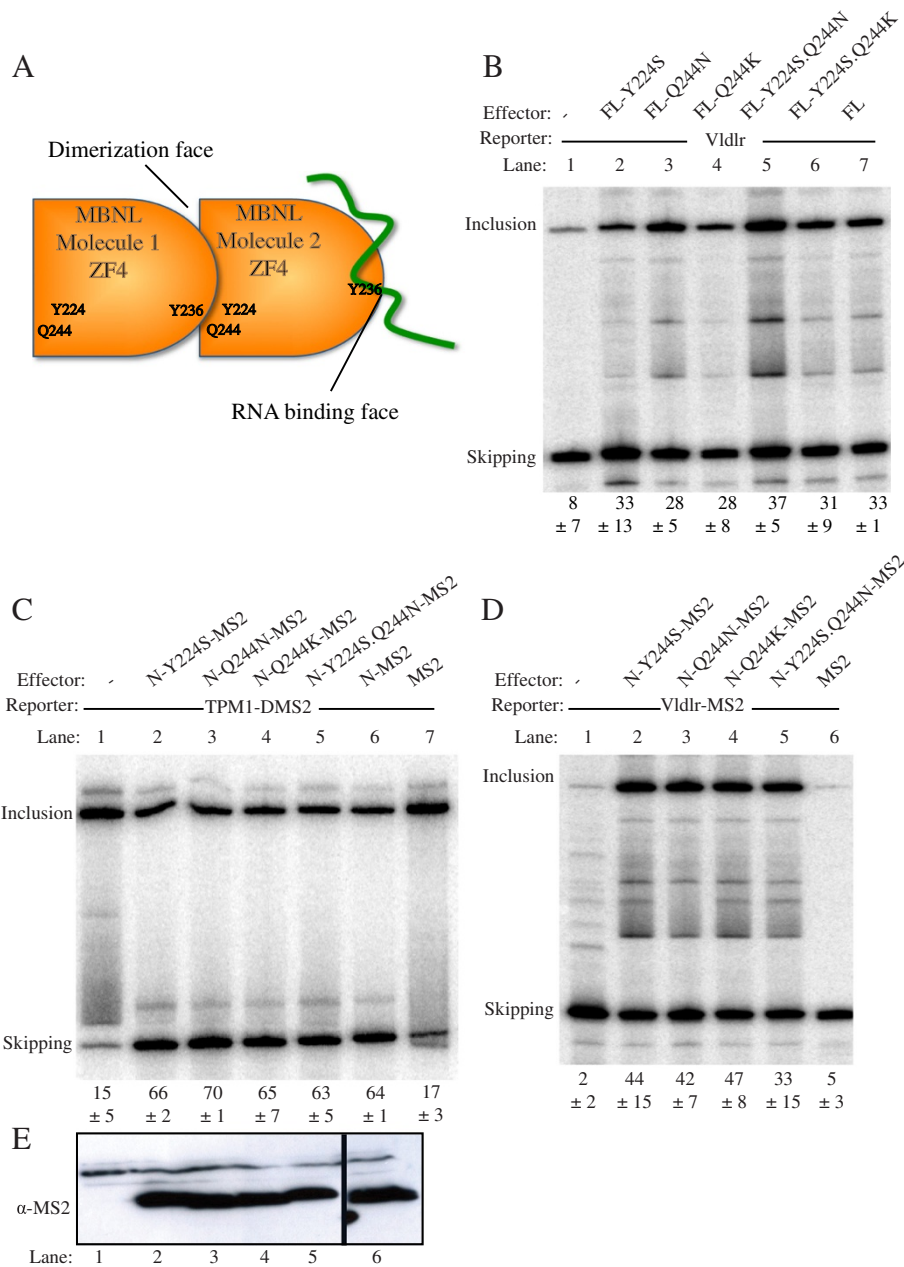 A
Dimerization face
MBNL
Molecule 1
ZF4
MBNL
Molecule 2
ZF4
Y224
Q244
Y236
Y224
Q244
Y236
RNA binding face
B
Effector: - FL-Y224S FL-Q244N FL-Q244K FL-Y224S.Q244N FL-Y224S.Q244K FL
Reporter: Vldlr
Lane: 1 2 3 4 5 6 7
Inclusion
Skipping
8 33 28 28 37 31 33
± 7 ± 13 ± 5 ± 8 ± 5 ± 9 ± 1
C
Effector: - N-Y224S-MS2 N-Q244N-MS2 N-Q244K-MS2 N-Y224S.Q244N-MS2 N-MS2 MS2
Reporter: TPM1-DMS2
Lane: 1 2 3 4 5 6 7
Inclusion
Skipping
15 66 70 65 63 64 17
± 5 ± 2 ± 1 ± 7 ± 5 ± 1 ± 3
D
Effector: - N-Y244S-MS2 N-Q244N-MS2 N-Q244K-MS2 N-Y224S.Q244N-MS2 MS2
Reporter: Vldlr-MS2
Lane: 1 2 3 4 5 6
Inclusion
Skipping
2 44 42 47 33 5
± 2 ± 15 ± 7 ± 8 ± 15 ± 3
E
α-MS2
Lane: 1 2 3 4 5 6